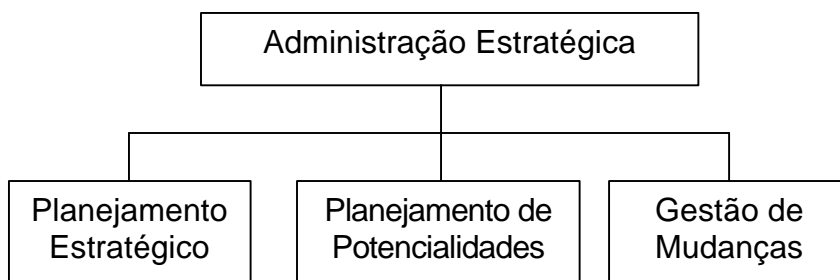 Administração Estratégica
Planejamento
Estratégico
Planejamento de
Potencialidades
Gestão de
Mudanças